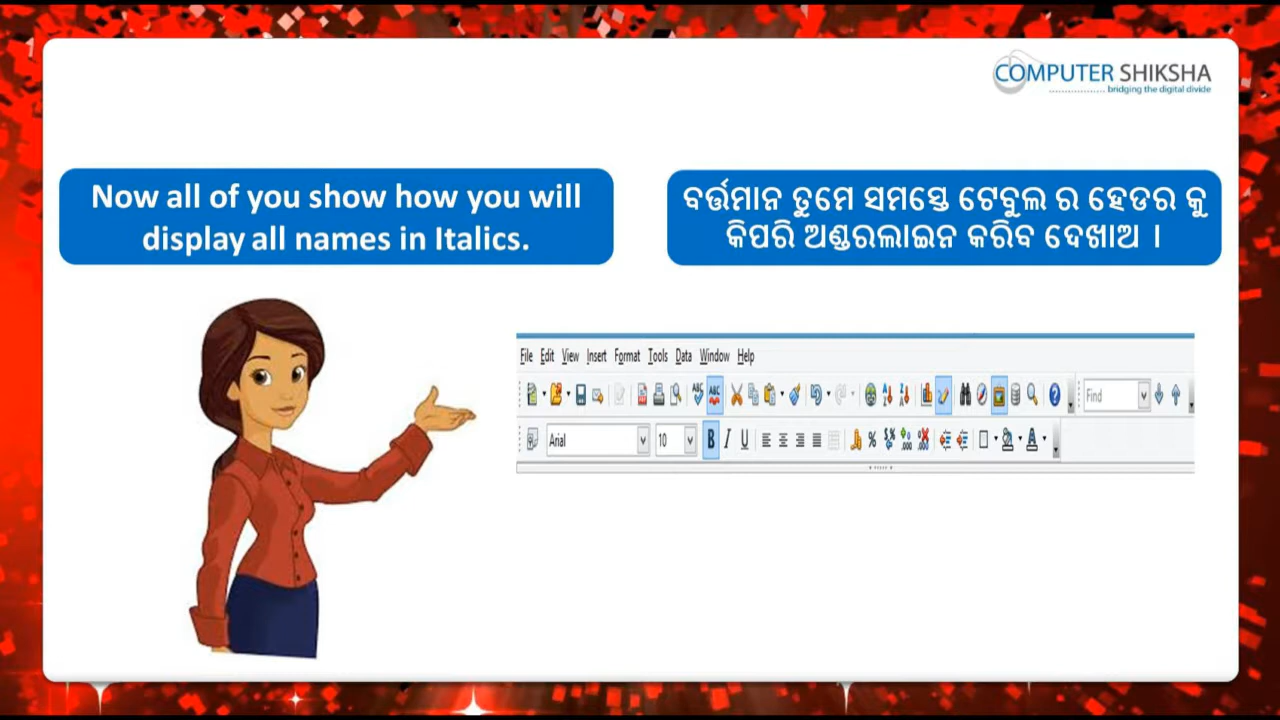 COMPUTER SHIKSHA
bridging the digital divide
Now all of you show how you will
display all names in Italics.
ବର୍ତ୍ତମାନ ତୁମେ ସମସ୍ତେ ଟେବୁଲ ର ହେଡର କୁ
କିପରି ଅଣ୍ଡରଲାଇନ କରିବ ଦେଖାଅ ।
File Edit View Insert Format Tools Data Window Help
Find
Arial 10 B I U